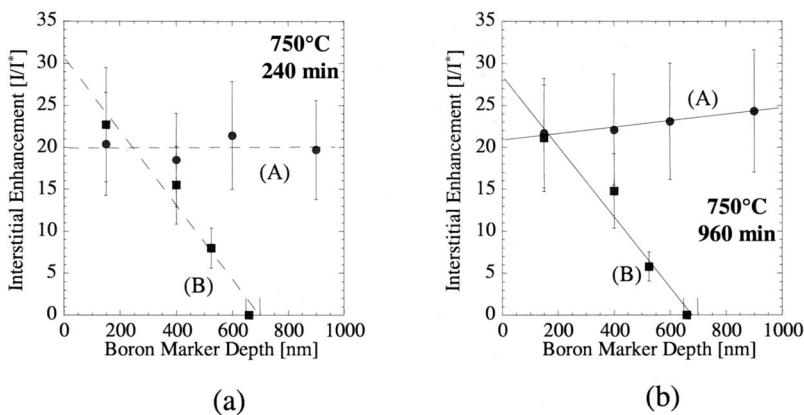 35
30
25
20
15
10
5
0
Interstitial Enhancement [I/I*]
750°C
240 min
(A)
(B)
0 200 400 600 800 1000
Boron Marker Depth [nm]
(a)
35
30
25
20
15
10
5
0
Interstitial Enhancement [I/I*]
(A)
750°C
960 min
(B)
0 200 400 600 800 1000
Boron Marker Depth [nm]
(b)